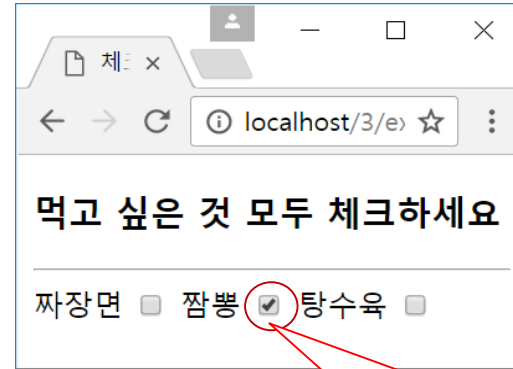 체
localhost/3/e
먹고 싶은 것 모두 체크하세요
짜장면 짬뽕 탕수육